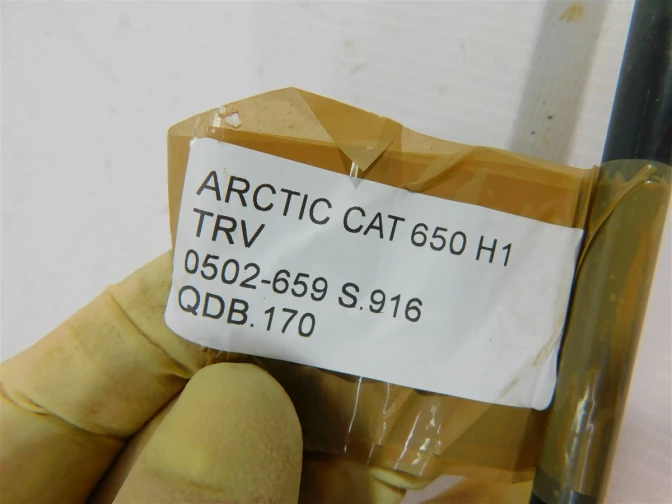 ARCTIC CAT 650 H1
TRV
0502-659 S.916
QDB.170